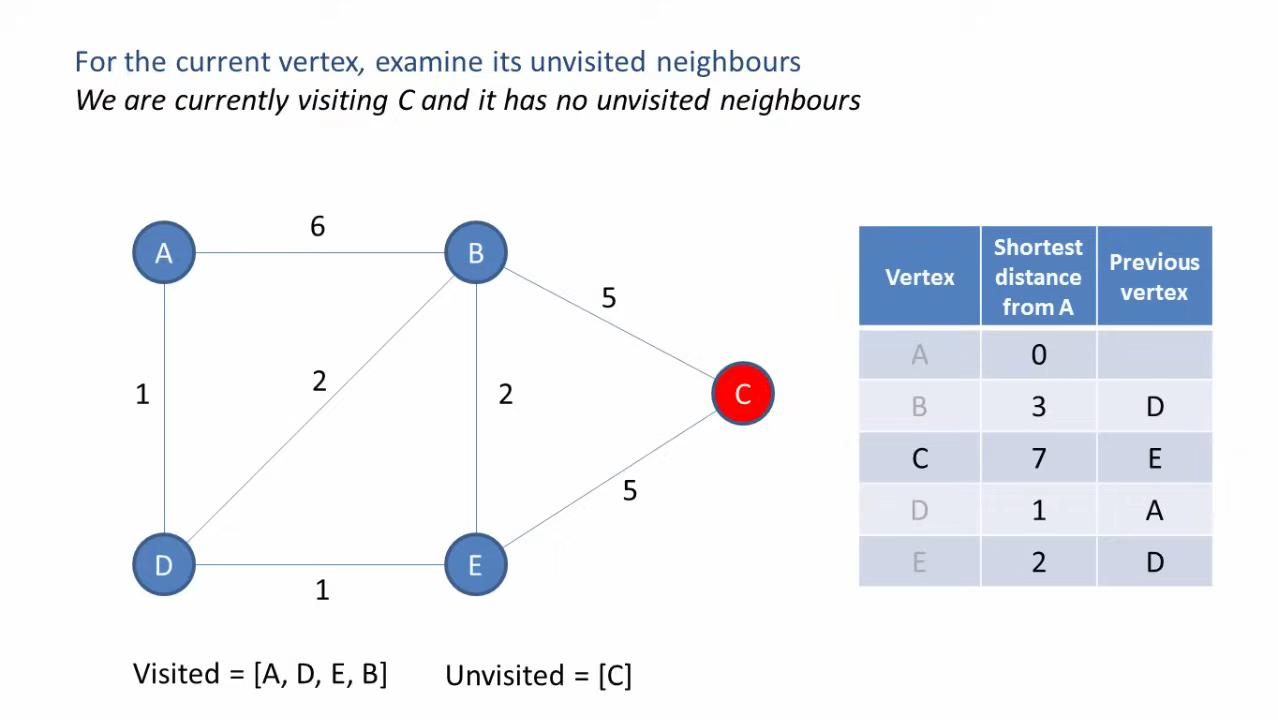 For the current vertex, examine its unvisited neighbours
We are currently visiting C and it has no unvisited neighbours
6
A
B
5
1
2
2
C
5
D
E
1
Vertex
Shortest distance from A
Previous vertex
A 0
B 3 D
C 7 E
D 1 A
E 2 D
Visited = [A, D, E, B]
Unvisited = [C]